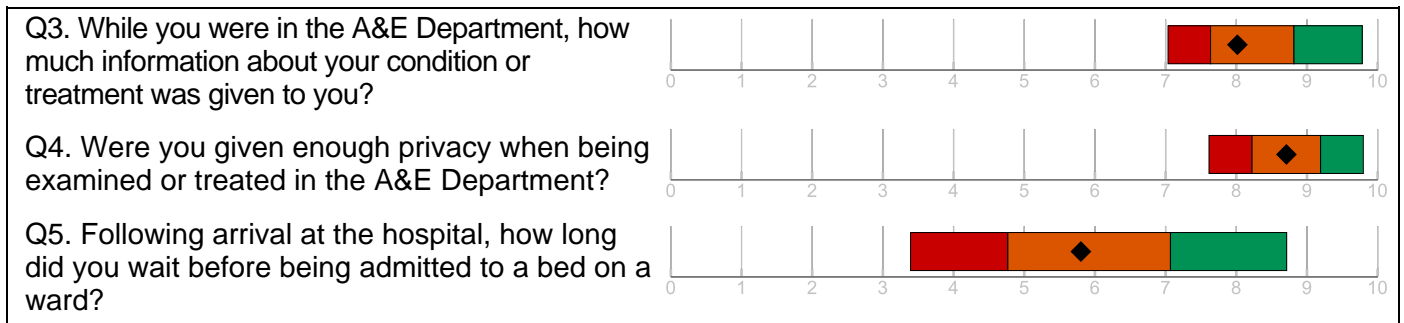 Q3. While you were in the A&E Department, how
much information about your condition or
treatment was given to you?
0 1 2 3 4 5 6 7 8 9 10
Q4. Were you given enough privacy when being
examined or treated in the A&E Department?
0 1 2 3 4 5 6 7 8 9 10
Q5. Following arrival at the hospital, how long
did you wait before being admitted to a bed on a
ward?
0 1 2 3 4 5 6 7 8 9 10